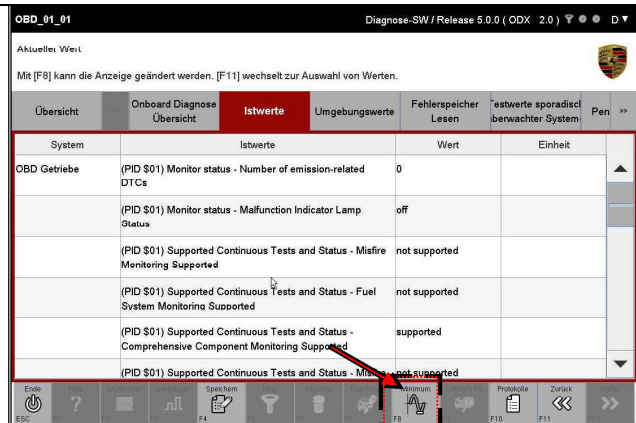 OBD_01_01
Diagnose-SW / Release 5.0.0 ( ODX 2.0 )
D
Aktueller Wert
Mit [F8] kann die Anzeige geändert werden. [F11] wechselt zur Auswahl von Werten.
Übersicht
<<
Onboard Diagnose
Übersicht
Istwerte
Umgebungswerte
Fehlerspeicher
Lesen
estwerte sporadiscl
berwachter System
Pen
>>
System
Istwerte
Wert
Einheit
OBD Getriebe
(PID $01) Monitor status - Number of emission-related
DTCs
0
(PID $01) Monitor status - Malfunction Indicator Lamp
Status
off
(PID $01) Supported Continuous Tests and Status - Misfire
Monitoring Supported
not supported
(PID $01) Supported Continuous Tests and Status - Fuel
System Monitoring Supported
not supported
(PID $01) Supported Continuous Tests and Status -
Comprehensive Component Monitoring Supported
supported
(PID $01) Supported Continuous Tests and Status - Misfire
not supported
Ende
ESC
Speichern
F4
Minimum
F8
Protokolle
F10
Zurück
F11